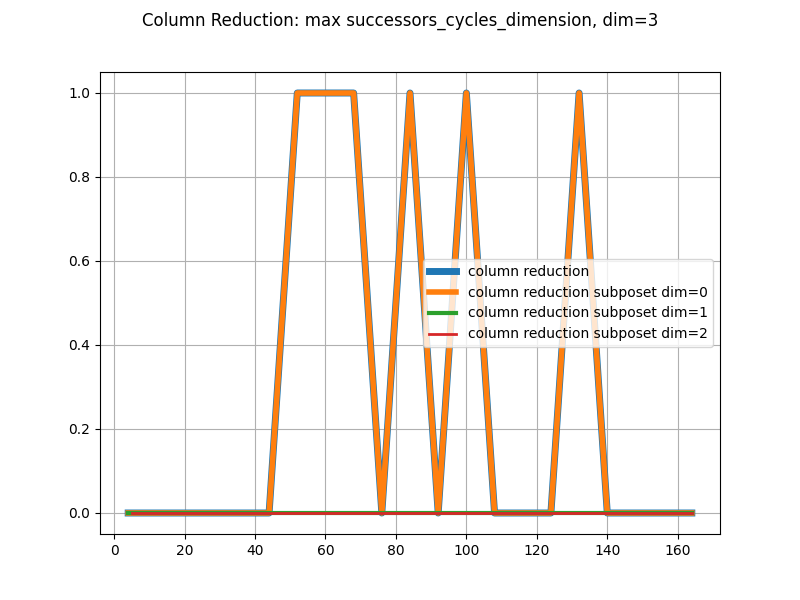 Column Reduction: max successors_cycles_dimension, dim=3
1.0
0.8
0.6
0.4
0.2
0.0
column reduction
column reduction subposet dim=0
column reduction subposet dim=1
column reduction subposet dim=2
0 20 40 60 80 100 120 140 160